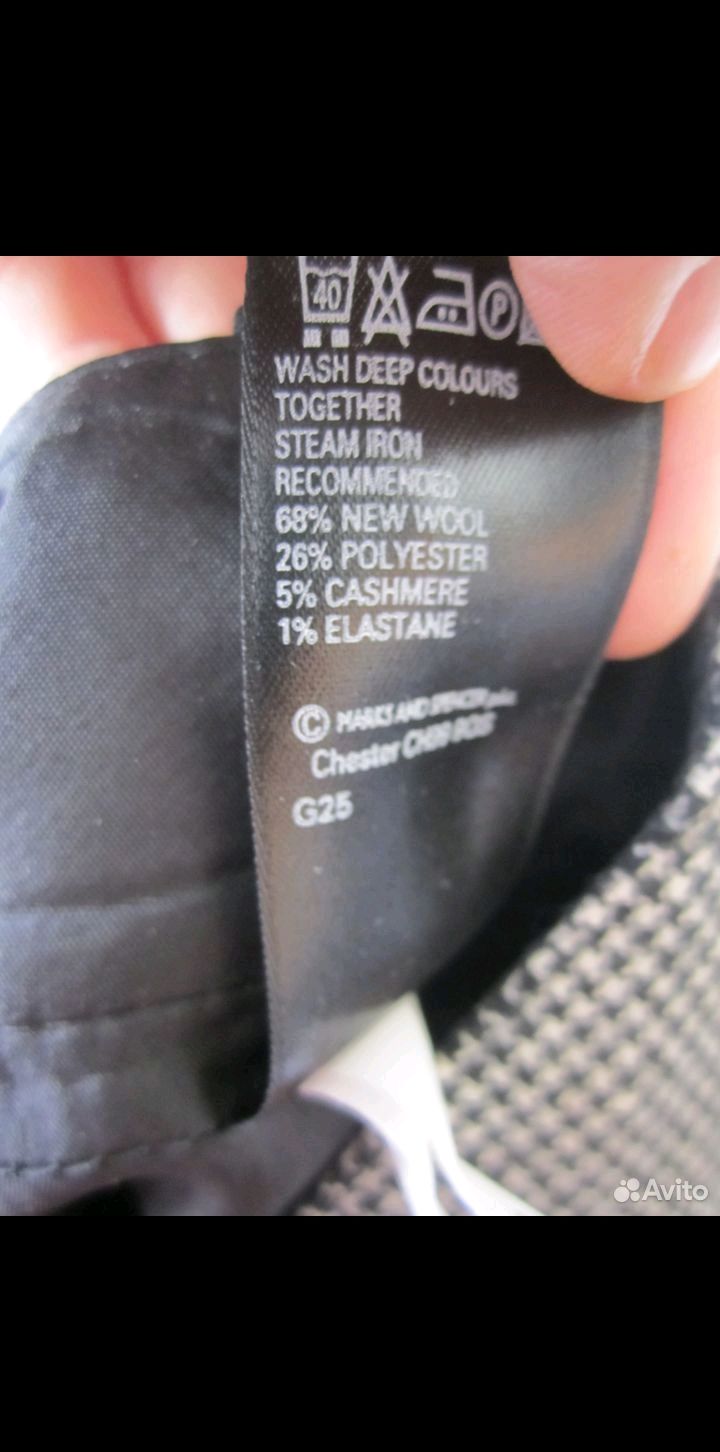 40
P
WASH DEEP COLOURS
TOGETHER
STEAM IRON
RECOMMENDED
68% NEW WOOL
26% POLYESTER
5% CASHMERE
1% ELASTANE
© MARKS AND SPENCER
Chester
G25
Avito